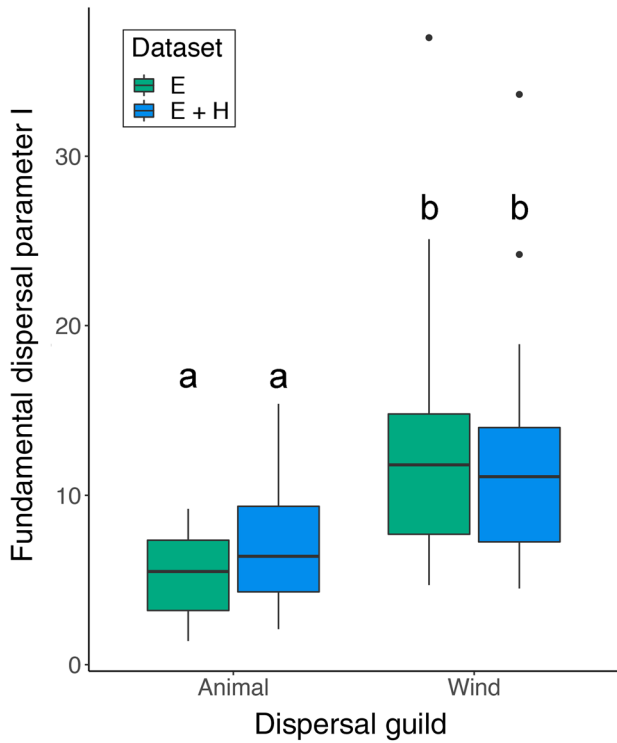 Dataset
E
E + H
Fundamental dispersal parameter I
30
20
10
0
a
a
b
b
Animal
Wind
Dispersal guild